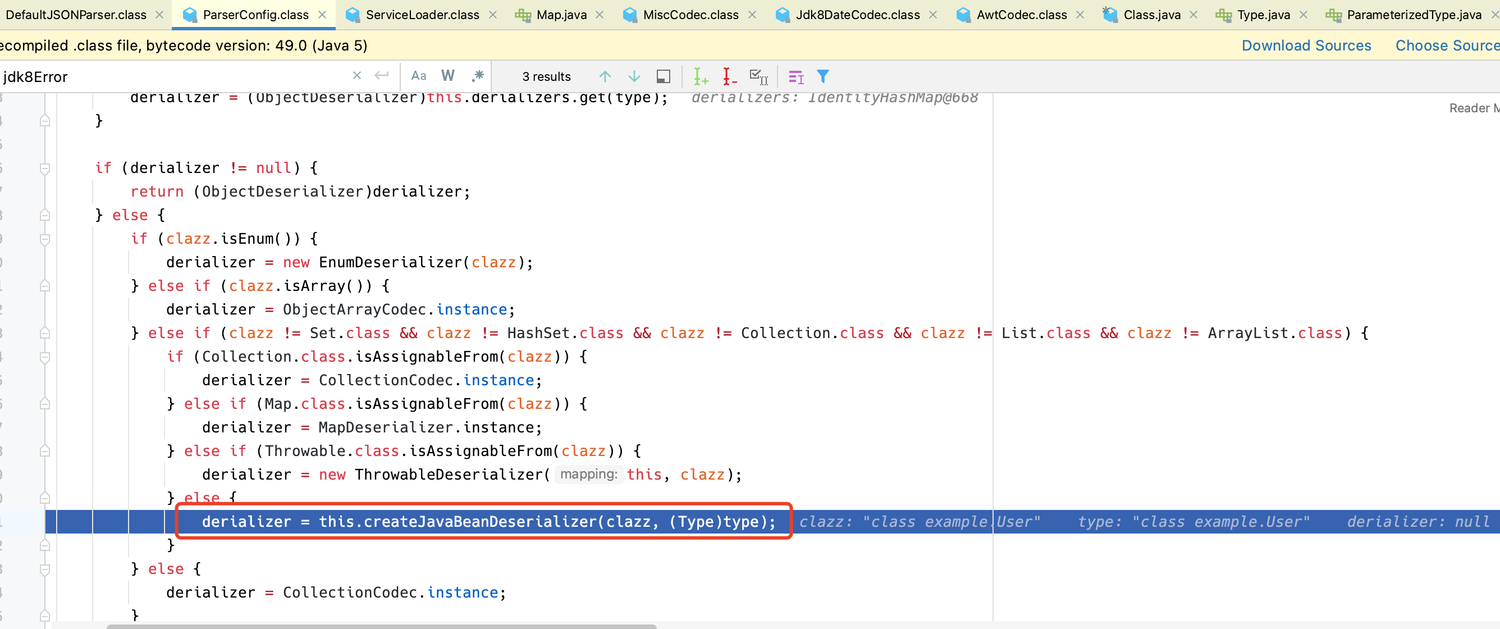 DefaultJSONParser.class × ParserConfig.class × ServiceLoader.class × Map.java × MiscCodec.class × Jdk8DateCodec.class × AwtCodec.class × Class.java × Type.java × ParameterizedType.java ×
ecompiled .class file, bytecode version: 49.0 (Java 5) Download Sources Choose Source
jdk8Error × Aa W .* 3 results
derializer = (ObjectDeserializer)this.derializers.get(type); derializers: IdentityHashMap@668
} Reader M
if (derializer != null) {
return (ObjectDeserializer)derializer;
} else {
if (clazz.isEnum()) {
derializer = new EnumDeserializer(clazz);
} else if (clazz.isArray()) {
derializer = ObjectArrayCodec.instance;
} else if (clazz != Set.class && clazz != HashSet.class && clazz != Collection.class && clazz != List.class && clazz != ArrayList.class) {
if (Collection.class.isAssignableFrom(clazz)) {
derializer = CollectionCodec.instance;
} else if (Map.class.isAssignableFrom(clazz)) {
derializer = MapDeserializer.instance;
} else if (Throwable.class.isAssignableFrom(clazz)) {
derializer = new ThrowableDeserializer( mapping: this, clazz);
} else {
derializer = this.createJavaBeanDeserializer(clazz, (Type)type); clazz: "class example.User" type: "class example.User" derializer: null
}
} else {
derializer = CollectionCodec.instance;
}